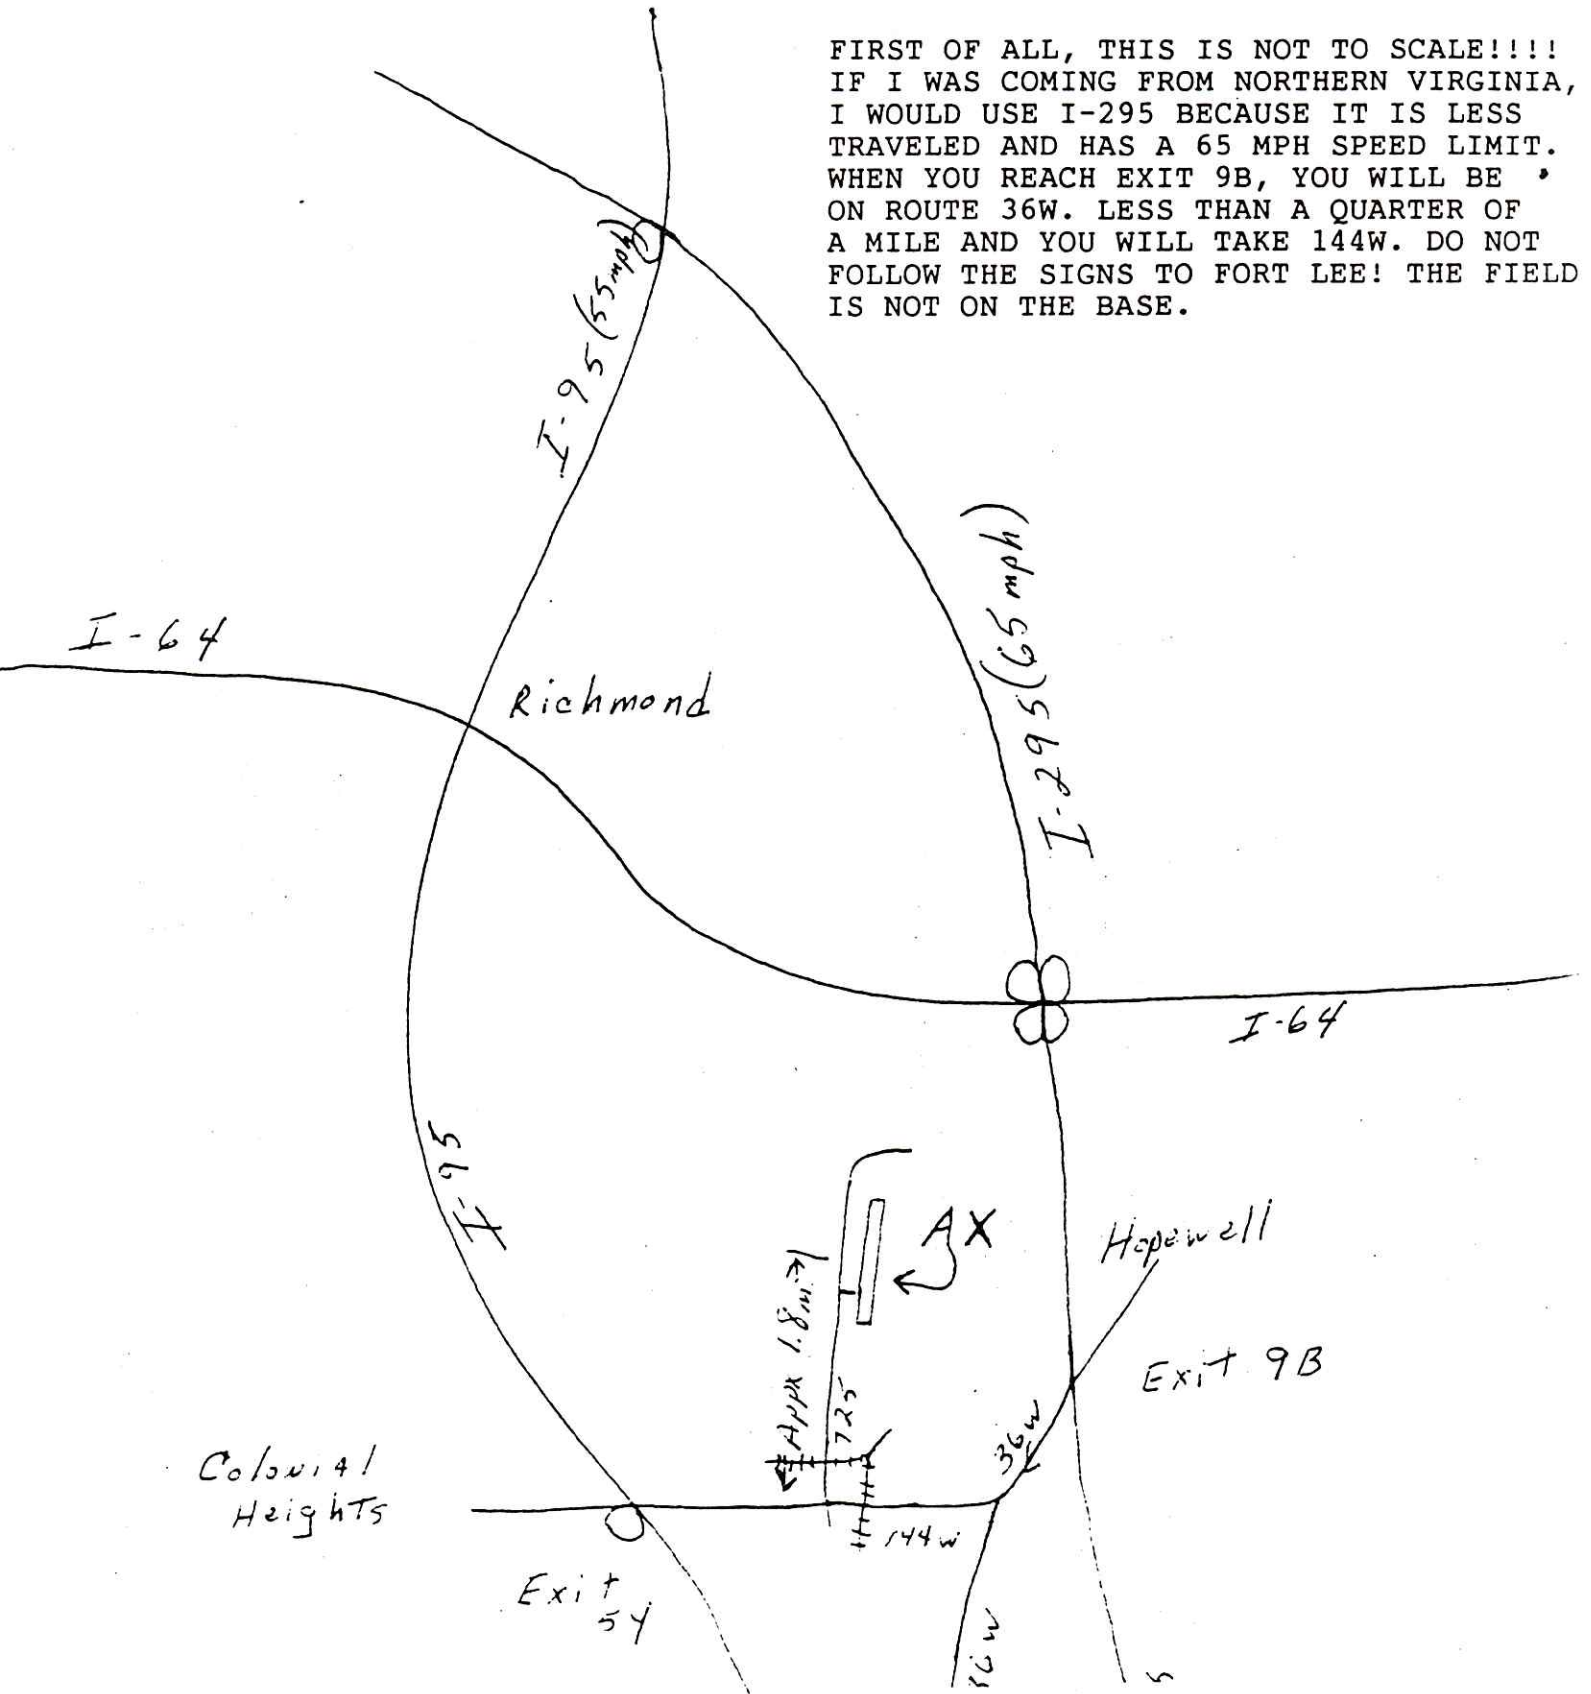 FIRST OF ALL, THIS IS NOT TO SCALE!!!!
IF I WAS COMING FROM NORTHERN VIRGINIA,
I WOULD USE I-295 BECAUSE IT IS LESS
TRAVELED AND HAS A 65 MPH SPEED LIMIT.
WHEN YOU REACH EXIT 9B, YOU WILL BE
ON ROUTE 36W. LESS THAN A QUARTER OF
A MILE AND YOU WILL TAKE 144W. DO NOT
FOLLOW THE SIGNS TO FORT LEE! THE FIELD
IS NOT ON THE BASE.
I-95 (55mph)
I-295 (65 mph)
I-64
Richmond
I-64
I-95
AX
Hopewell
Appx 1.8mi
Exit 9B
725
36w
Colonial
Heights
144w
Exit
54
36w